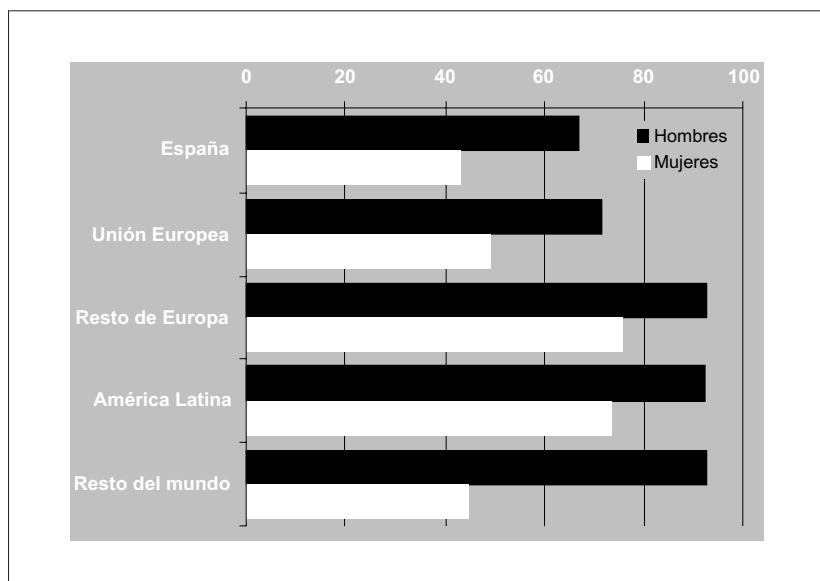 0 20 40 60 80 100
España
Hombres
Mujeres
Unión Europea
Resto de Europa
América Latina
Resto del mundo